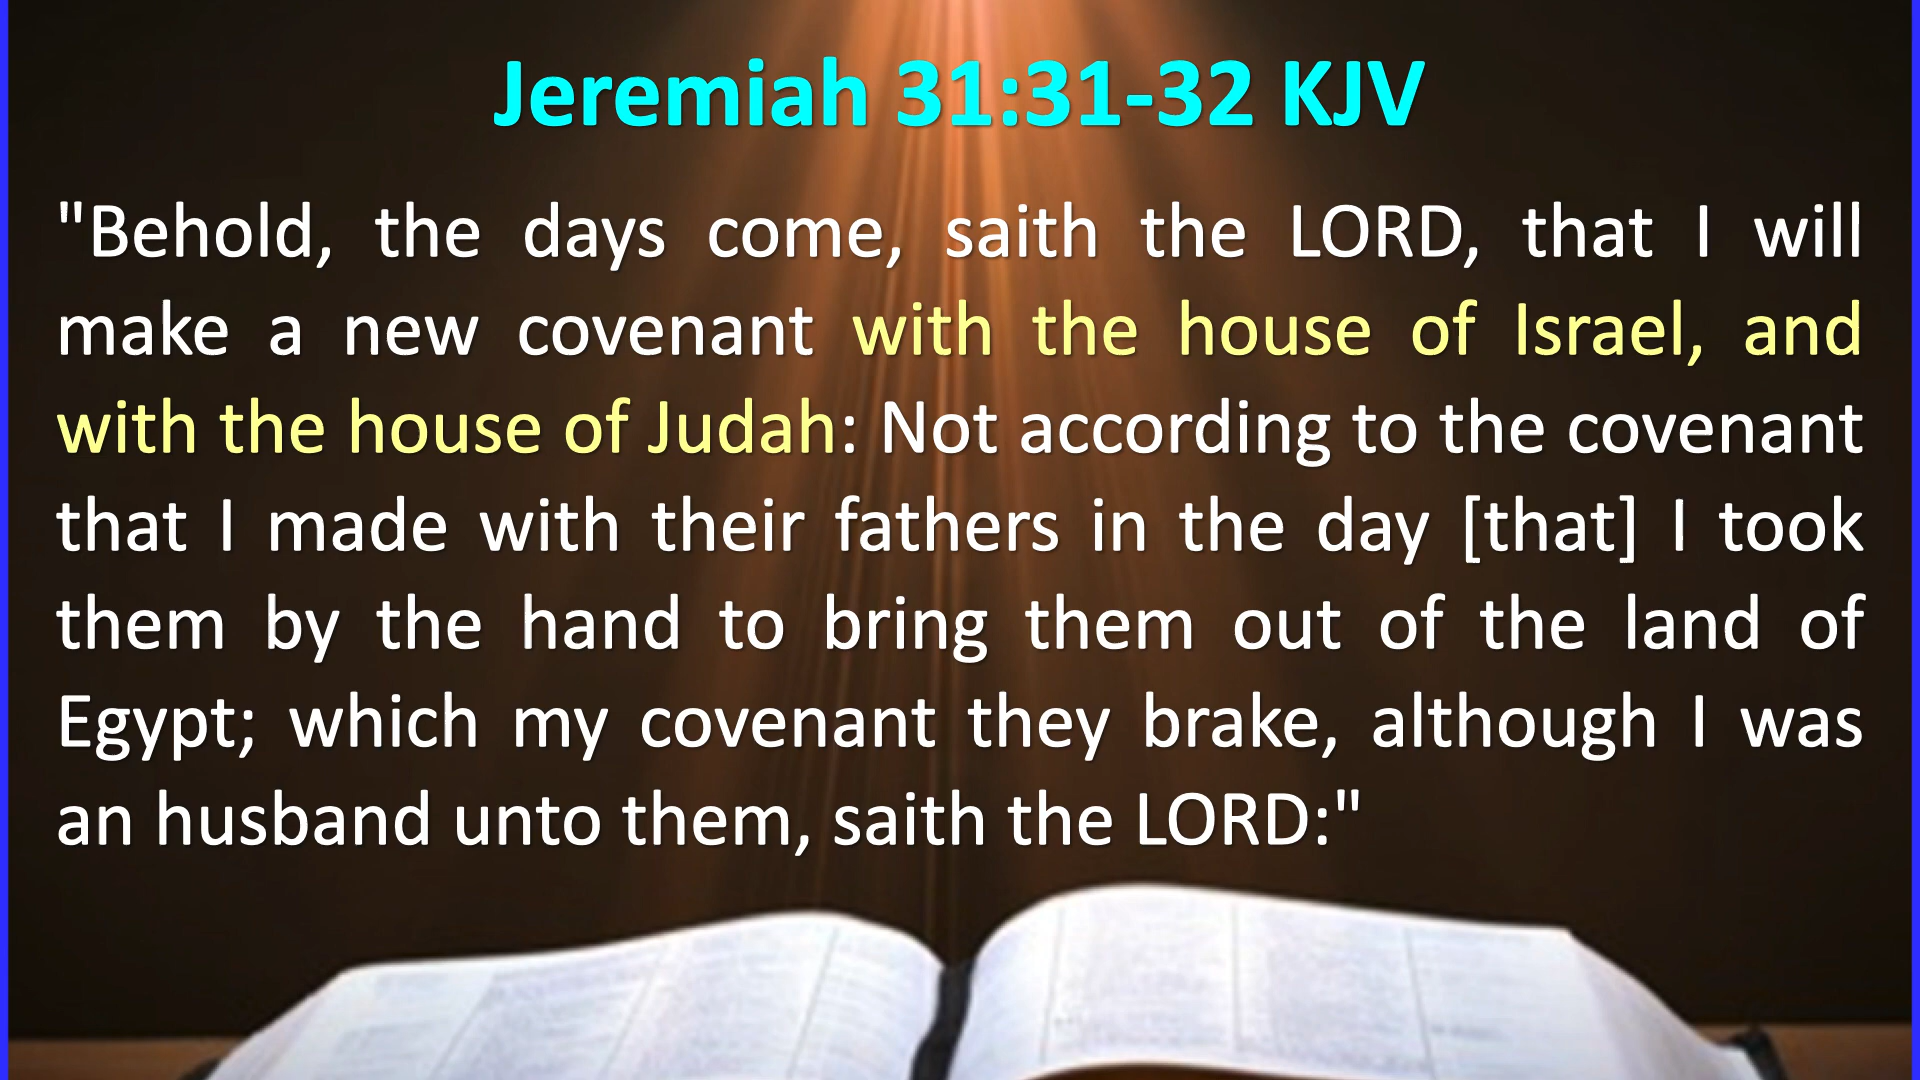 Jeremiah 31:31-32 KJV
"Behold, the days come, saith the LORD, that I will
make a new covenant with the house of Israel, and
with the house of Judah: Not according to the covenant
that I made with their fathers in the day [that] I took
them by the hand to bring them out of the land of
Egypt; which my covenant they brake, although I was
an husband unto them, saith the LORD:"